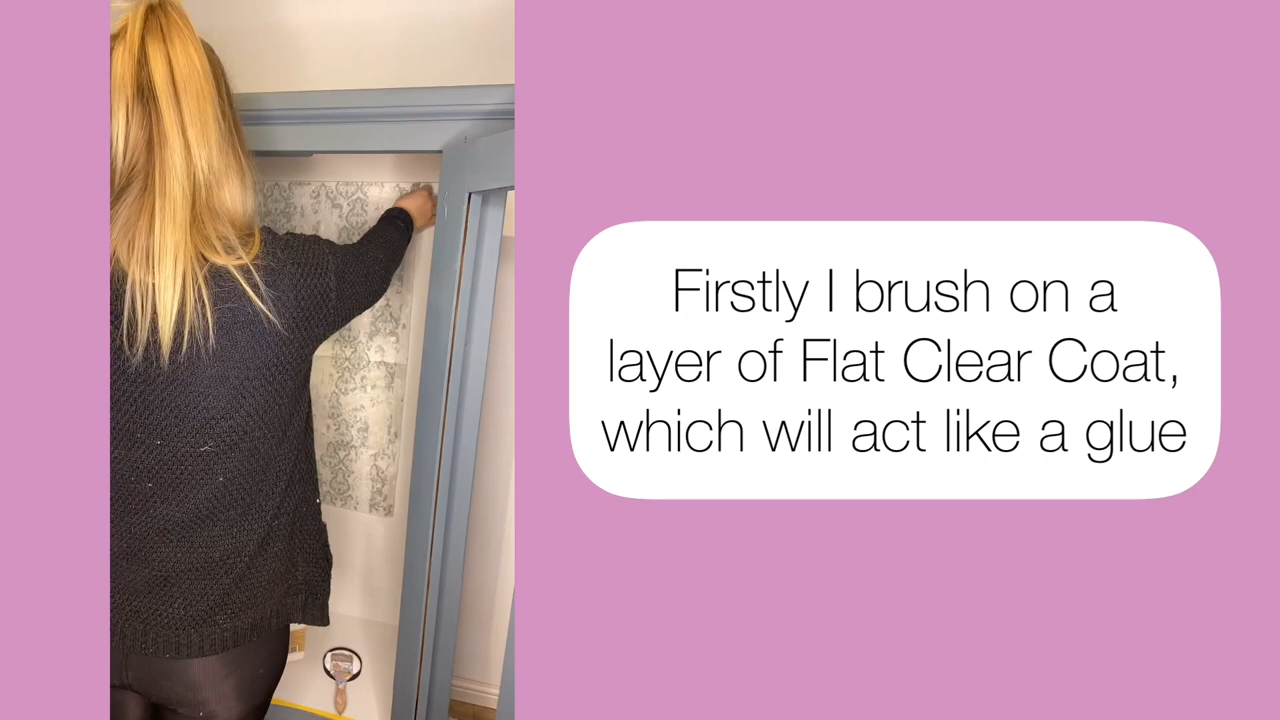 Firstly I brush on a
layer of Flat Clear Coat,
which will act like a glue